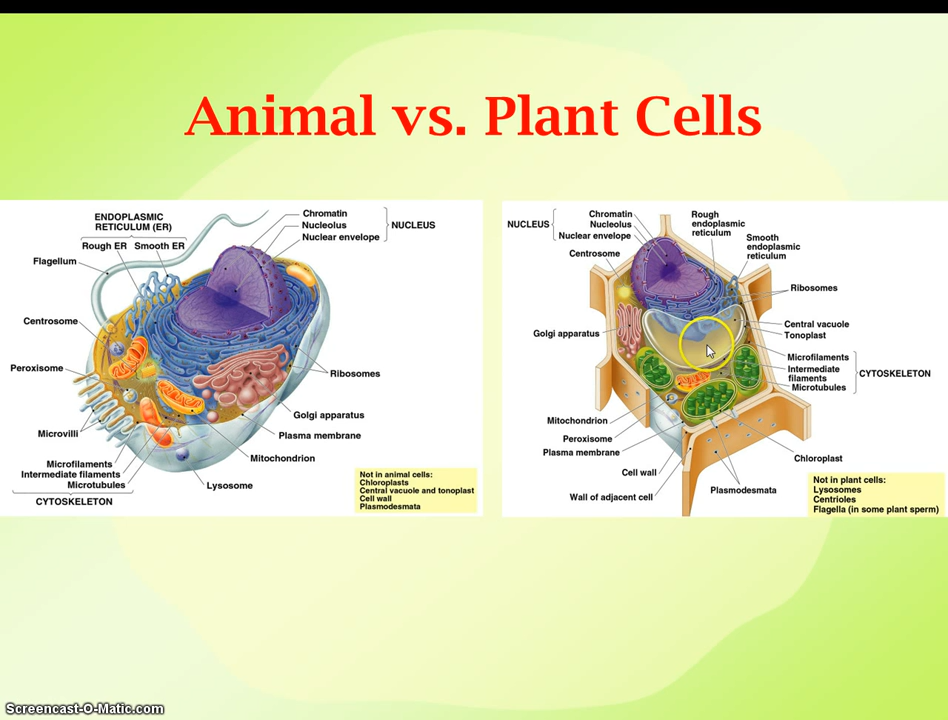 Animal vs. Plant Cells
ENDOPLASMIC
RETICULUM (ER)
Rough ER
Smooth ER
Flagellum
Centrosome
Peroxisome
Microvilli
Microfilaments
Intermediate filaments
Microtubules
CYTOSKELETON
Chromatin
Nucleolus
Nuclear envelope
NUCLEUS
Ribosomes
Golgi apparatus
Plasma membrane
Mitochondrion
Lysosome
Not in animal cells:
Chloroplasts
Central vacuole and tonoplast
Cell wall
Plasmodesmata
NUCLEUS
Chromatin
Nucleolus
Nuclear envelope
Centrosome
Golgi apparatus
Mitochondrion
Peroxisome
Plasma membrane
Cell wall
Wall of adjacent cell
Rough
endoplasmic
reticulum
Smooth
endoplasmic
reticulum
Ribosomes
Central vacuole
Tonoplast
Microfilaments
Intermediate
filaments
Microtubules
CYTOSKELETON
Chloroplast
Plasmodesmata
Not in plant cells:
Lysosomes
Centrioles
Flagella (in some plant sperm)
Screencast-O-Matic.com